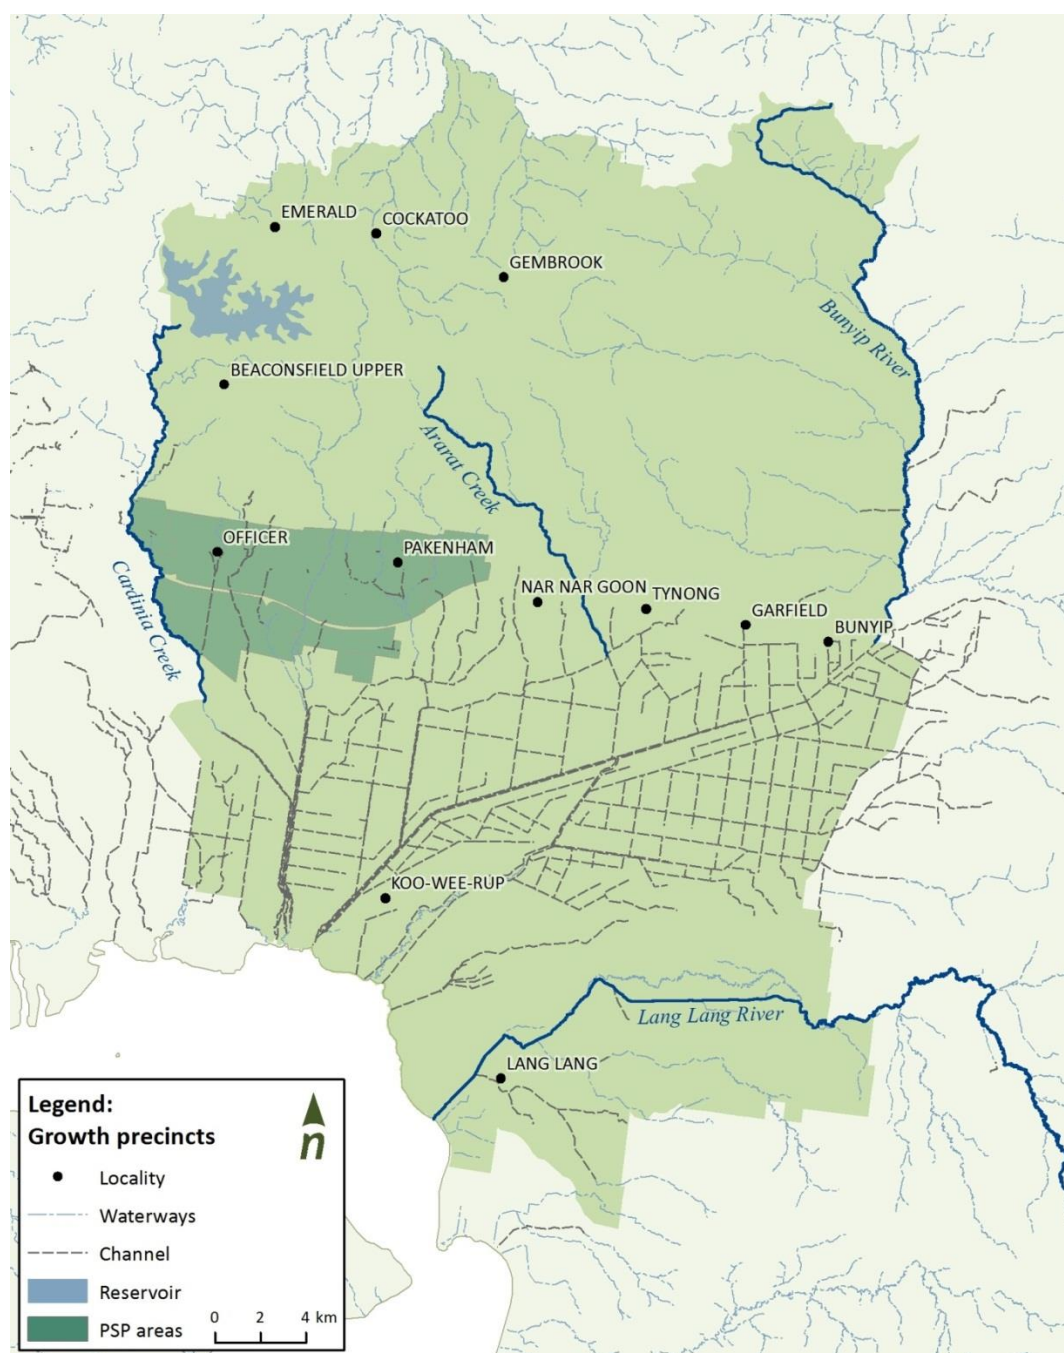 EMERALD
COCKATOO
GEMBROOK
Bunyip River
BEACONSFIELD UPPER
Ararat Creek
OFFICER
PAKENHAM
Cardinia Creek
NAR NAR GOON
TYNONG
GARFIELD
BUNYIP
KOO-WEE-RUP
Lang Lang River
LANG LANG
Legend:
Growth precincts
n
Locality
Waterways
Channel
Reservoir
PSP areas
0 2 4 km